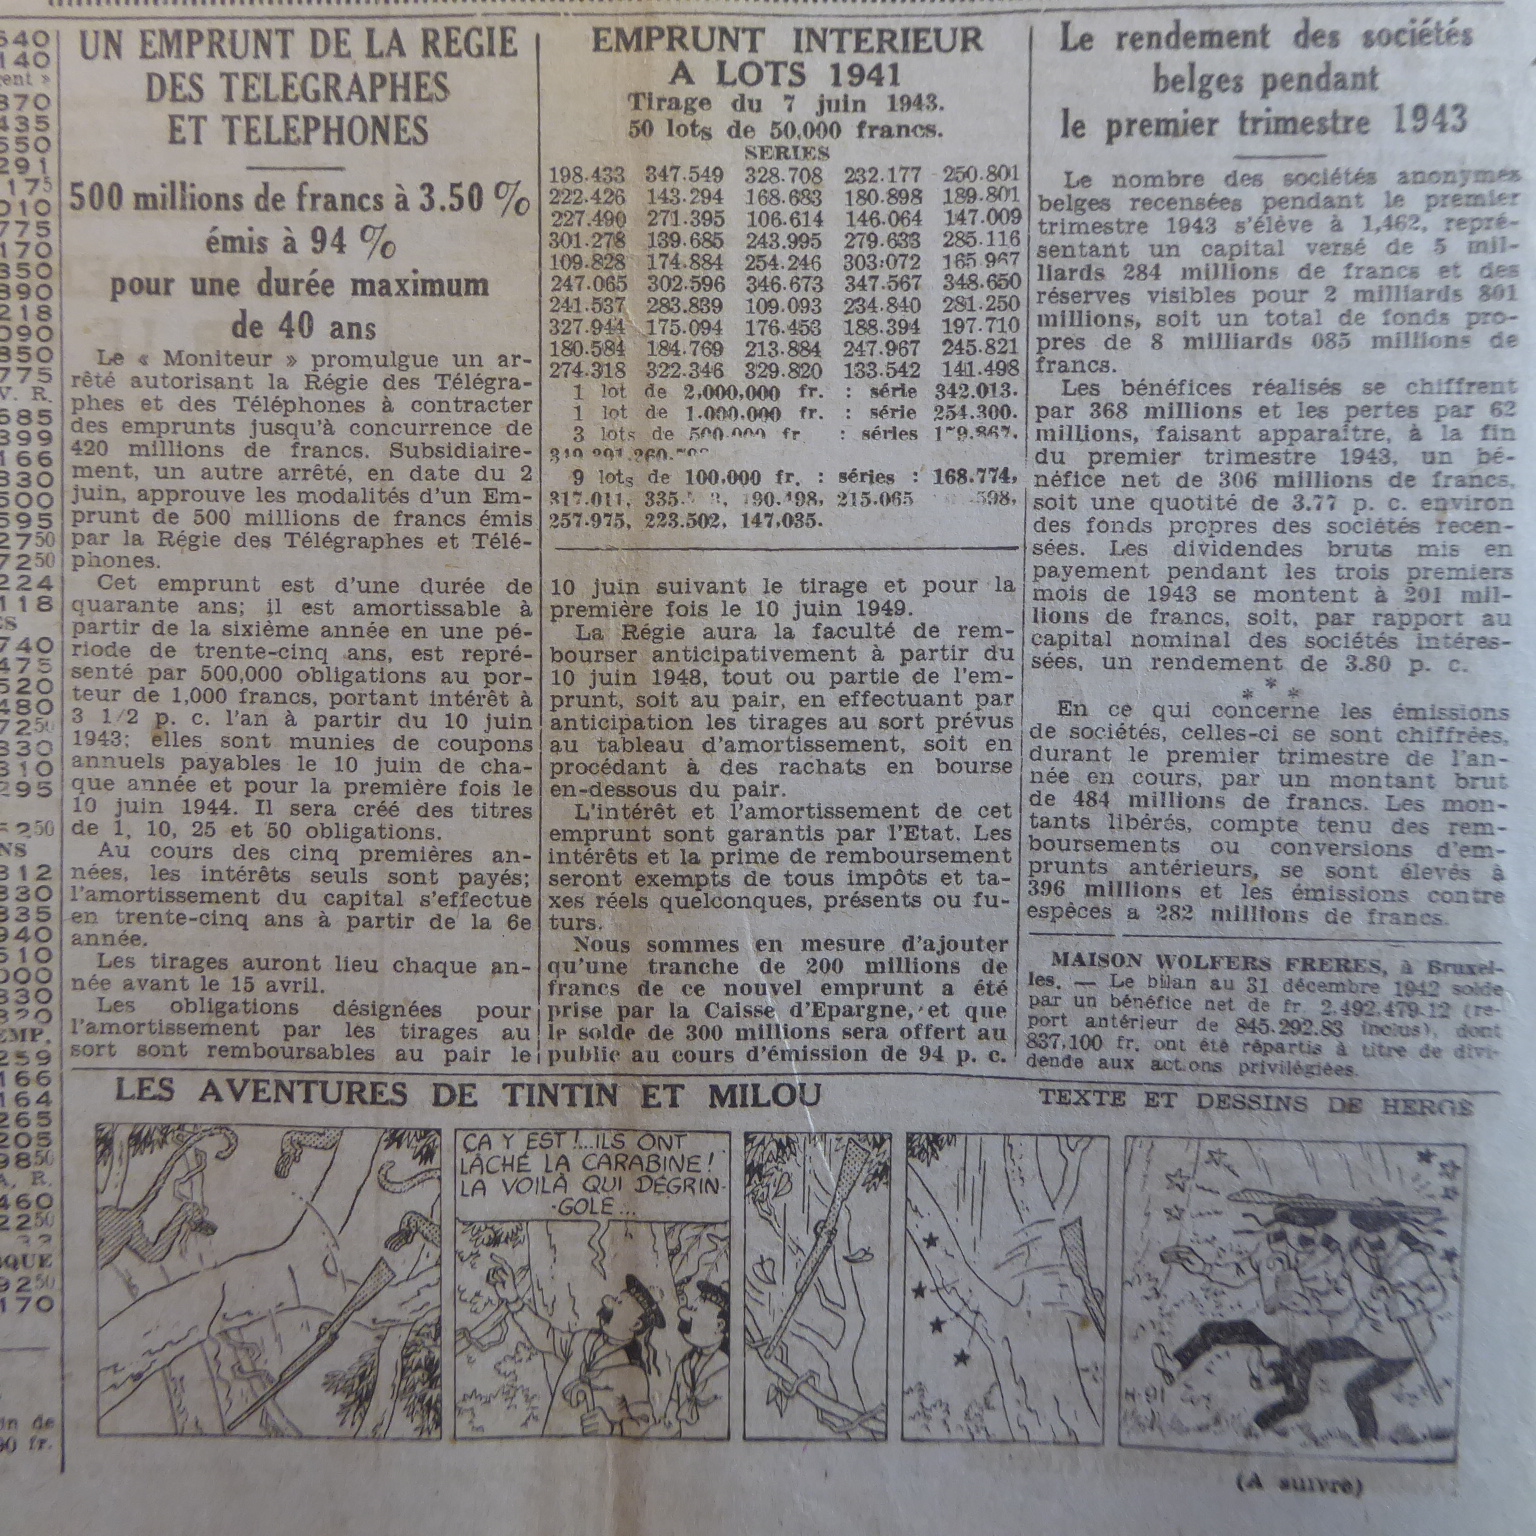 UN EMPRUNT DE LA REGIE
DES TELEGRAPHES
ET TELEPHONES
500 millions de francs à 3.50 %
émis à 94 %
pour une durée maximum
de 40 ans
Le « Moniteur » promulgue un ar-
rêté autorisant la Régie des Télégra-
phes et des Téléphones à contracter
des emprunts jusqu'à concurrence de
420 millions de francs. Subsidiaire-
ment, un autre arrêté, en date du 2
juin, approuve les modalités d'un Em-
prunt de 500 millions de francs émis
par la Régie des Télégraphes et Télé-
phones.
Cet emprunt est d'une durée de
quarante ans; il est amortissable à
partir de la sixième année en une pé-
riode de trente-cinq ans, est repré-
senté par 500,000 obligations au por-
teur de 1,000 francs, portant intérêt à
3 1/2 p. c. l'an à partir du 10 juin
1943; elles sont munies de coupons
annuels payables le 10 juin de cha-
que année et pour la première fois le
10 juin 1944. Il sera créé des titres
de 1, 10, 25 et 50 obligations.
Au cours des cinq premières an-
nées, les intérêts seuls sont payés;
l'amortissement du capital s'effectue
en trente-cinq ans à partir de la 6e
année.
Les tirages auront lieu chaque an-
née avant le 15 avril.
Les obligations désignées pour
l'amortissement par les tirages au
sort sont remboursables au pair le
EMPRUNT INTERIEUR
A LOTS 1941
Tirage du 7 juin 1943.
50 lots de 50,000 francs.
SERIES
198.433 347.549 328.708 232.177 250.801
222.426 143.294 168.683 180.898 189.801
227.490 271.395 106.614 146.064 147.009
301.278 139.685 243.995 279.633 285.116
109.828 174.884 254.246 303.072 165.967
247.065 302.596 346.673 347.567 348.650
241.537 283.839 109.093 234.840 281.250
327.944 175.094 176.453 188.394 197.710
180.584 184.769 213.884 247.967 245.821
274.318 322.346 329.820 133.542 141.498
1 lot de 2,000,000 fr. : série 342.013.
1 lot de 1.000.000 fr. : série 254.300.
3 lots de 500.000 fr : séries
9 lots de 100.000 fr. : séries : 168.774,
317.011, 190.498, 215.065
257.975, 223.502, 147.035.
10 juin suivant le tirage et pour la
première fois le 10 juin 1949.
La Régie aura la faculté de rem-
bourser anticipativement à partir du
10 juin 1948, tout ou partie de l'em-
prunt, soit au pair, en effectuant par
anticipation les tirages au sort prévus
au tableau d'amortissement, soit en
procédant à des rachats en bourse
en-dessous du pair.
L'intérêt et l'amortissement de cet
emprunt sont garantis par l'Etat. Les
intérêts et la prime de remboursement
seront exempts de tous impôts et ta-
xes réels quelconques, présents ou fu-
turs.
Nous sommes en mesure d'ajouter
qu'une tranche de 200 millions de
francs de ce nouvel emprunt a été
prise par la Caisse d'Epargne, et que
le solde de 300 millions sera offert au
public au cours d'émission de 94 p. c.
Le rendement des sociétés
belges pendant
le premier trimestre 1943
Le nombre des sociétés anonymes
belges recensées pendant le premier
trimestre 1943 s'élève à 1,462, repré-
sentant un capital versé de 5 mil-
liards 284 millions de francs et des
réserves visibles pour 2 milliards 801
millions, soit un total de fonds pro-
pres de 8 milliards 085 millions de
francs.
Les bénéfices réalisés se chiffrent
par 368 millions et les pertes par 62
millions, faisant apparaître, à la fin
du premier trimestre 1943, un bé-
néfice net de 306 millions de francs,
soit une quotité de 3.77 p. c. environ
des fonds propres des sociétés recen-
sées. Les dividendes bruts mis en
payement pendant les trois premiers
mois de 1943 se montent à 201 mil-
lions de francs, soit, par rapport au
capital nominal des sociétés intéres-
sées, un rendement de 3.80 p. c.
* * *
En ce qui concerne les émissions
de sociétés, celles-ci se sont chiffrées,
durant le premier trimestre de l'an-
née en cours, par un montant brut
de 484 millions de francs. Les mon-
tants libérés, compte tenu des rem-
boursements ou conversions d'em-
prunts antérieurs, se sont élevés à
396 millions et les émissions contre
espèces a 282 millions de francs.
MAISON WOLFERS FRERES, à Bruxel-
les. — Le bilan au 31 décembre 1942 solde
par un bénéfice net de fr. 2.492.479.12 (re-
port antérieur de 845.292.83 inclus), dont
837,100 fr. ont été répartis à titre de divi-
dende aux actions privilégiées.
LES AVENTURES DE TINTIN ET MILOU
TEXTE ET DESSINS DE HERGE
ÇA Y EST !...ILS ONT
LÂCHÉ LA CARABINE !
LA VOILÀ QUI DÉGRIN-
-GOLE...
(A suivre)